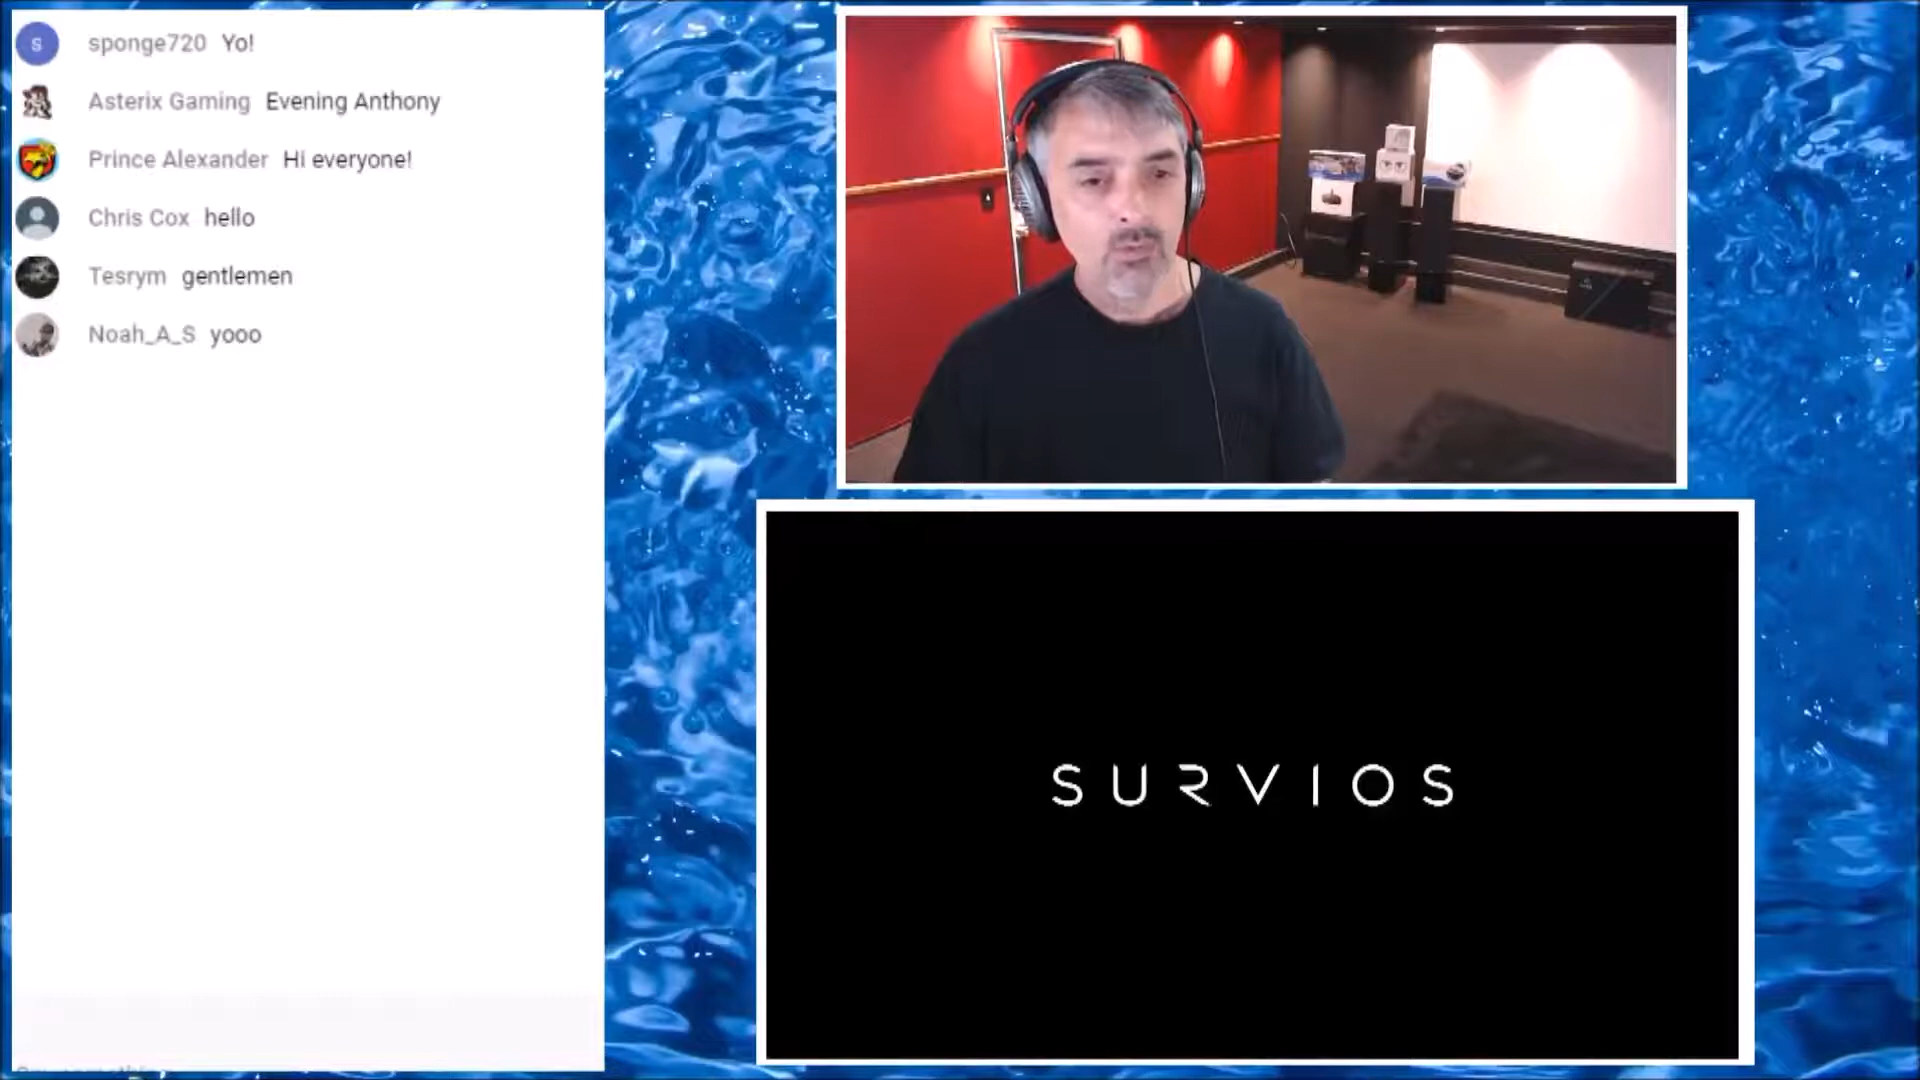 S
sponge720 Yo!
Asterix Gaming Evening Anthony
Prince Alexander Hi everyone!
Chris Cox hello
Tesrym gentlemen
Noah_A_S yooo
SURVIOS